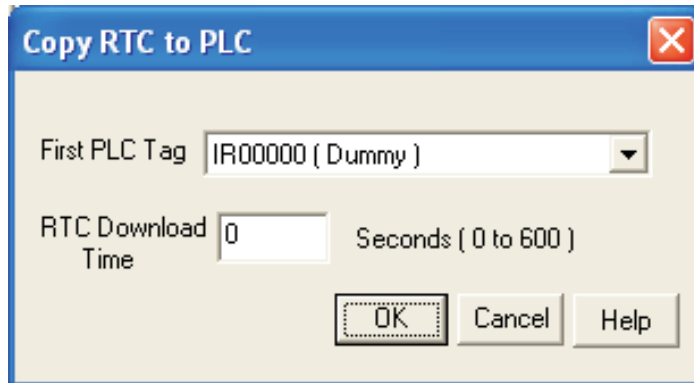 Copy RTC to PLC
First PLC Tag IR00000 ( Dummy )
RTC Download 0 Seconds ( 0 to 600 )
Time
OK Cancel Help